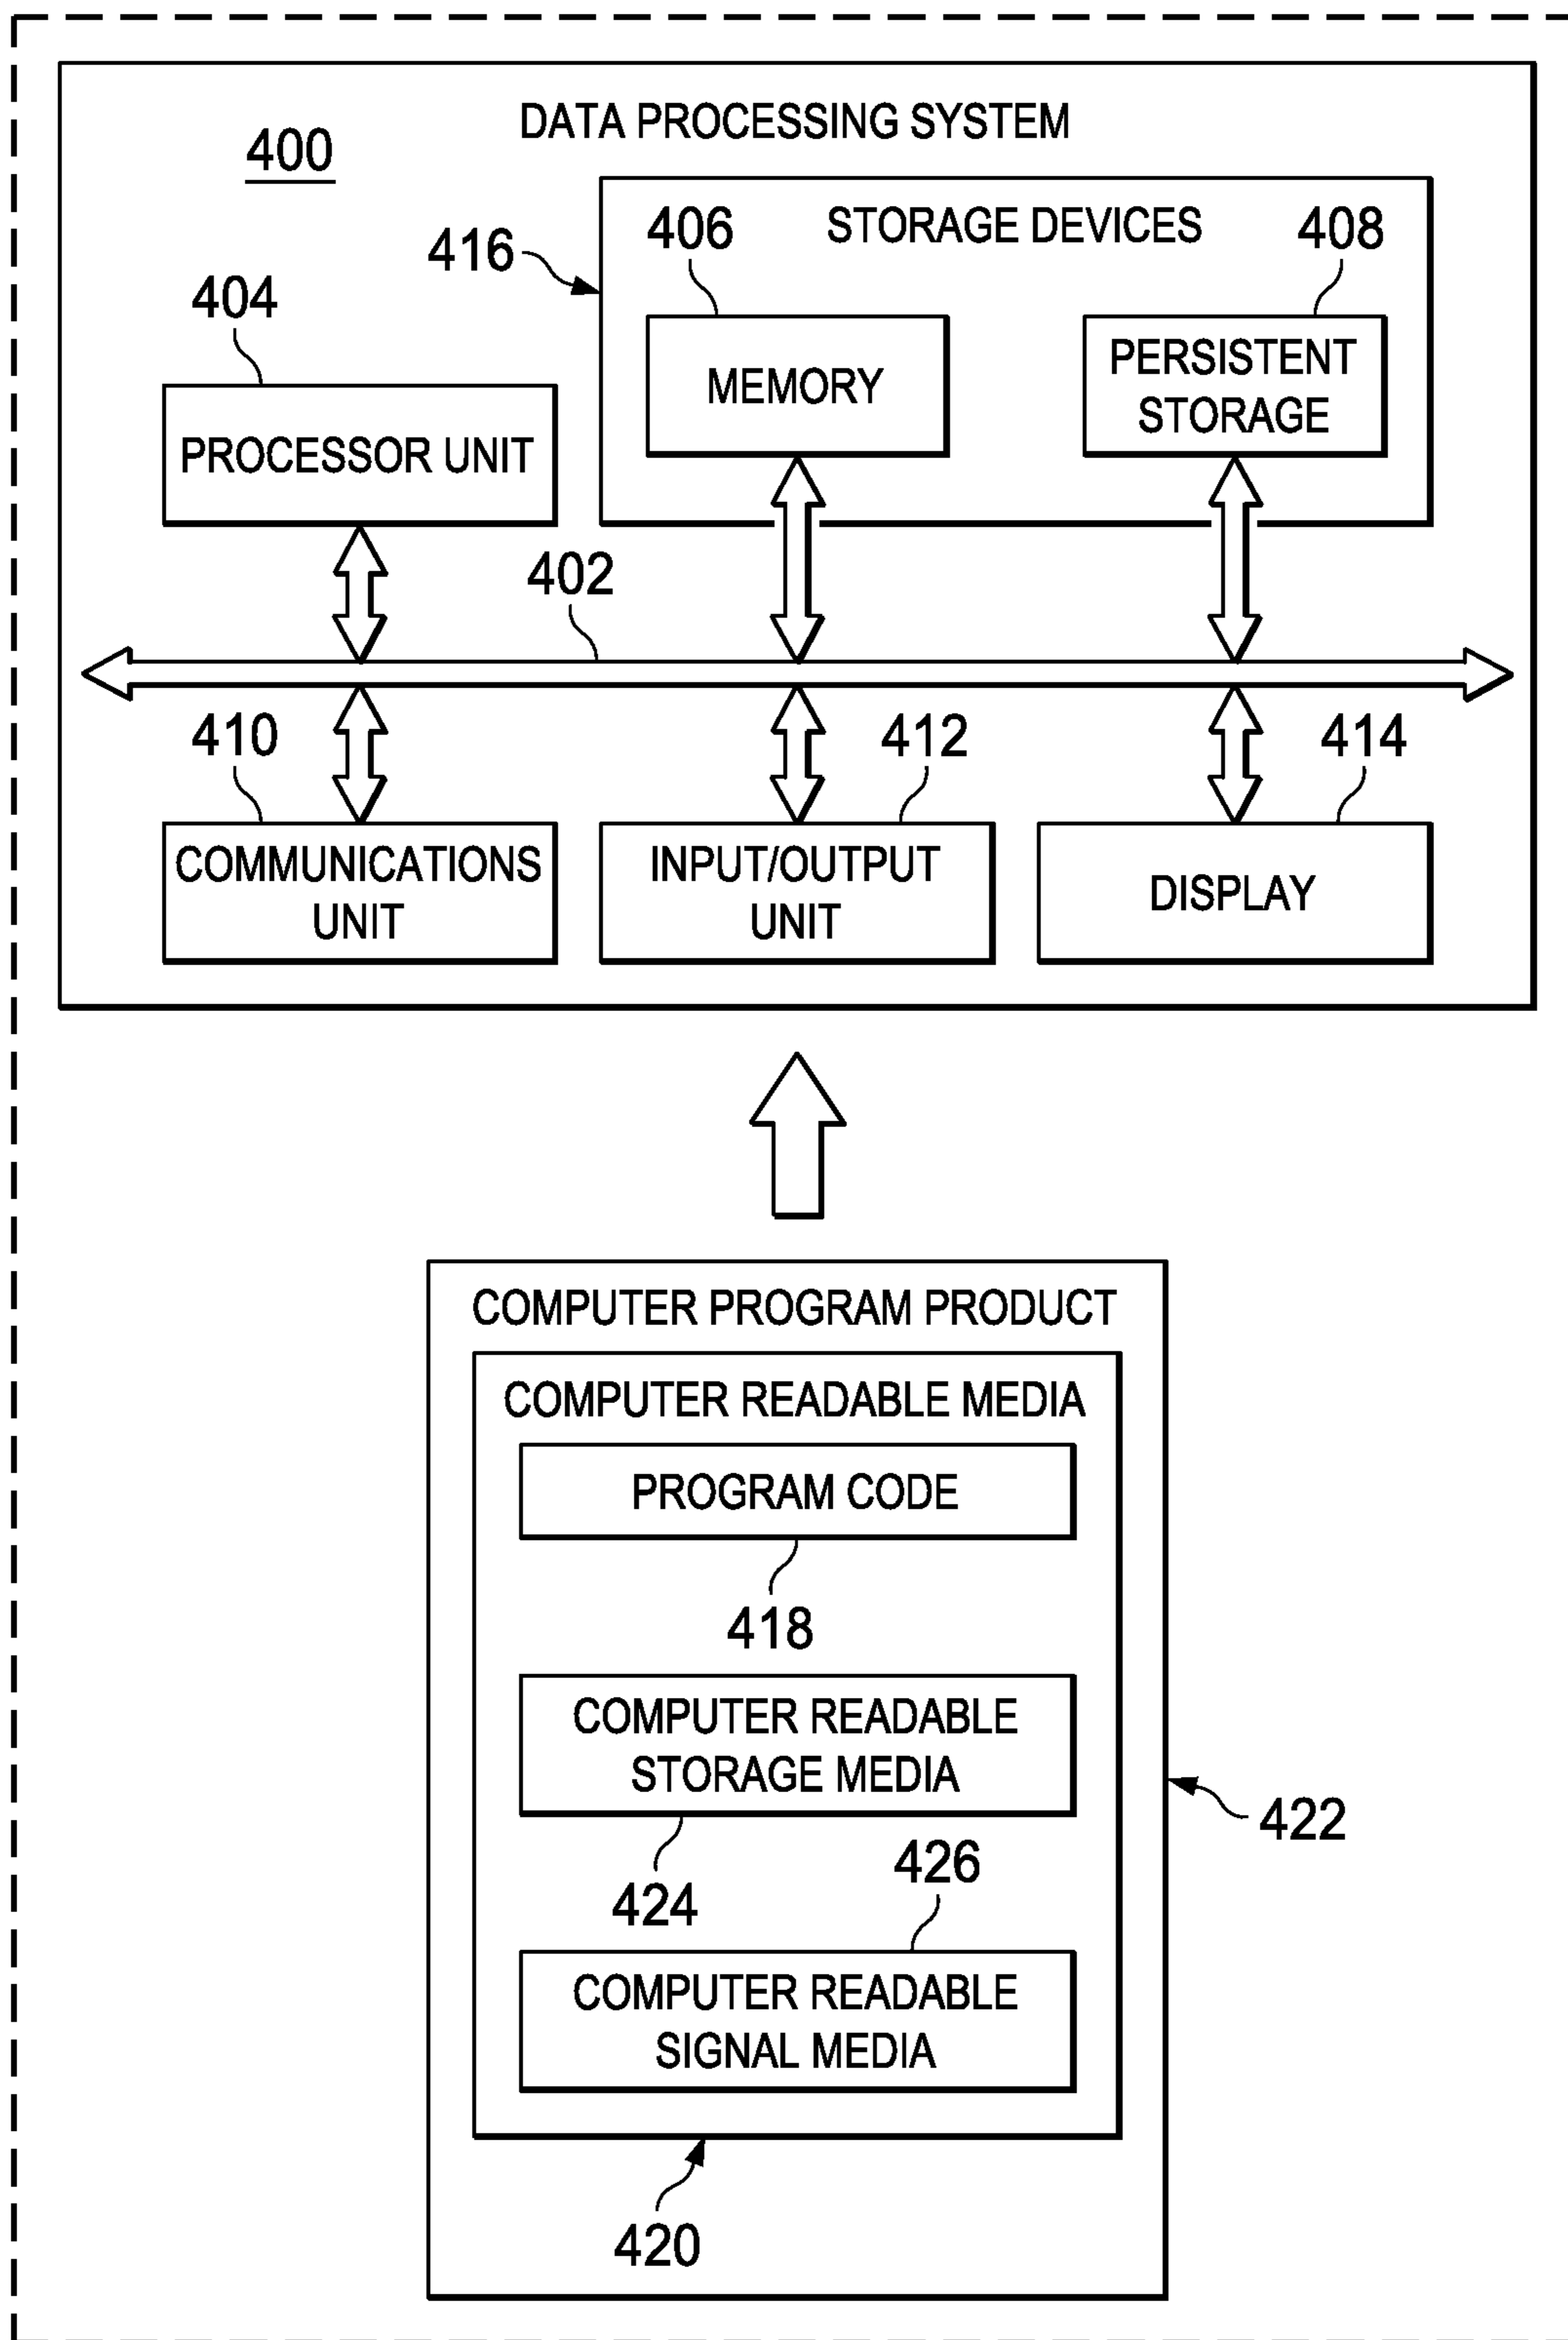 DATA PROCESSING SYSTEM
400
416
406
STORAGE DEVICES
408
404
MEMORY
PERSISTENT
STORAGE
PROCESSOR UNIT
402
410
412
414
COMMUNICATIONS
UNIT
INPUT/OUTPUT
UNIT
DISPLAY
COMPUTER PROGRAM PRODUCT
COMPUTER READABLE MEDIA
PROGRAM CODE
418
COMPUTER READABLE
STORAGE MEDIA
422
424
426
COMPUTER READABLE
SIGNAL MEDIA
420